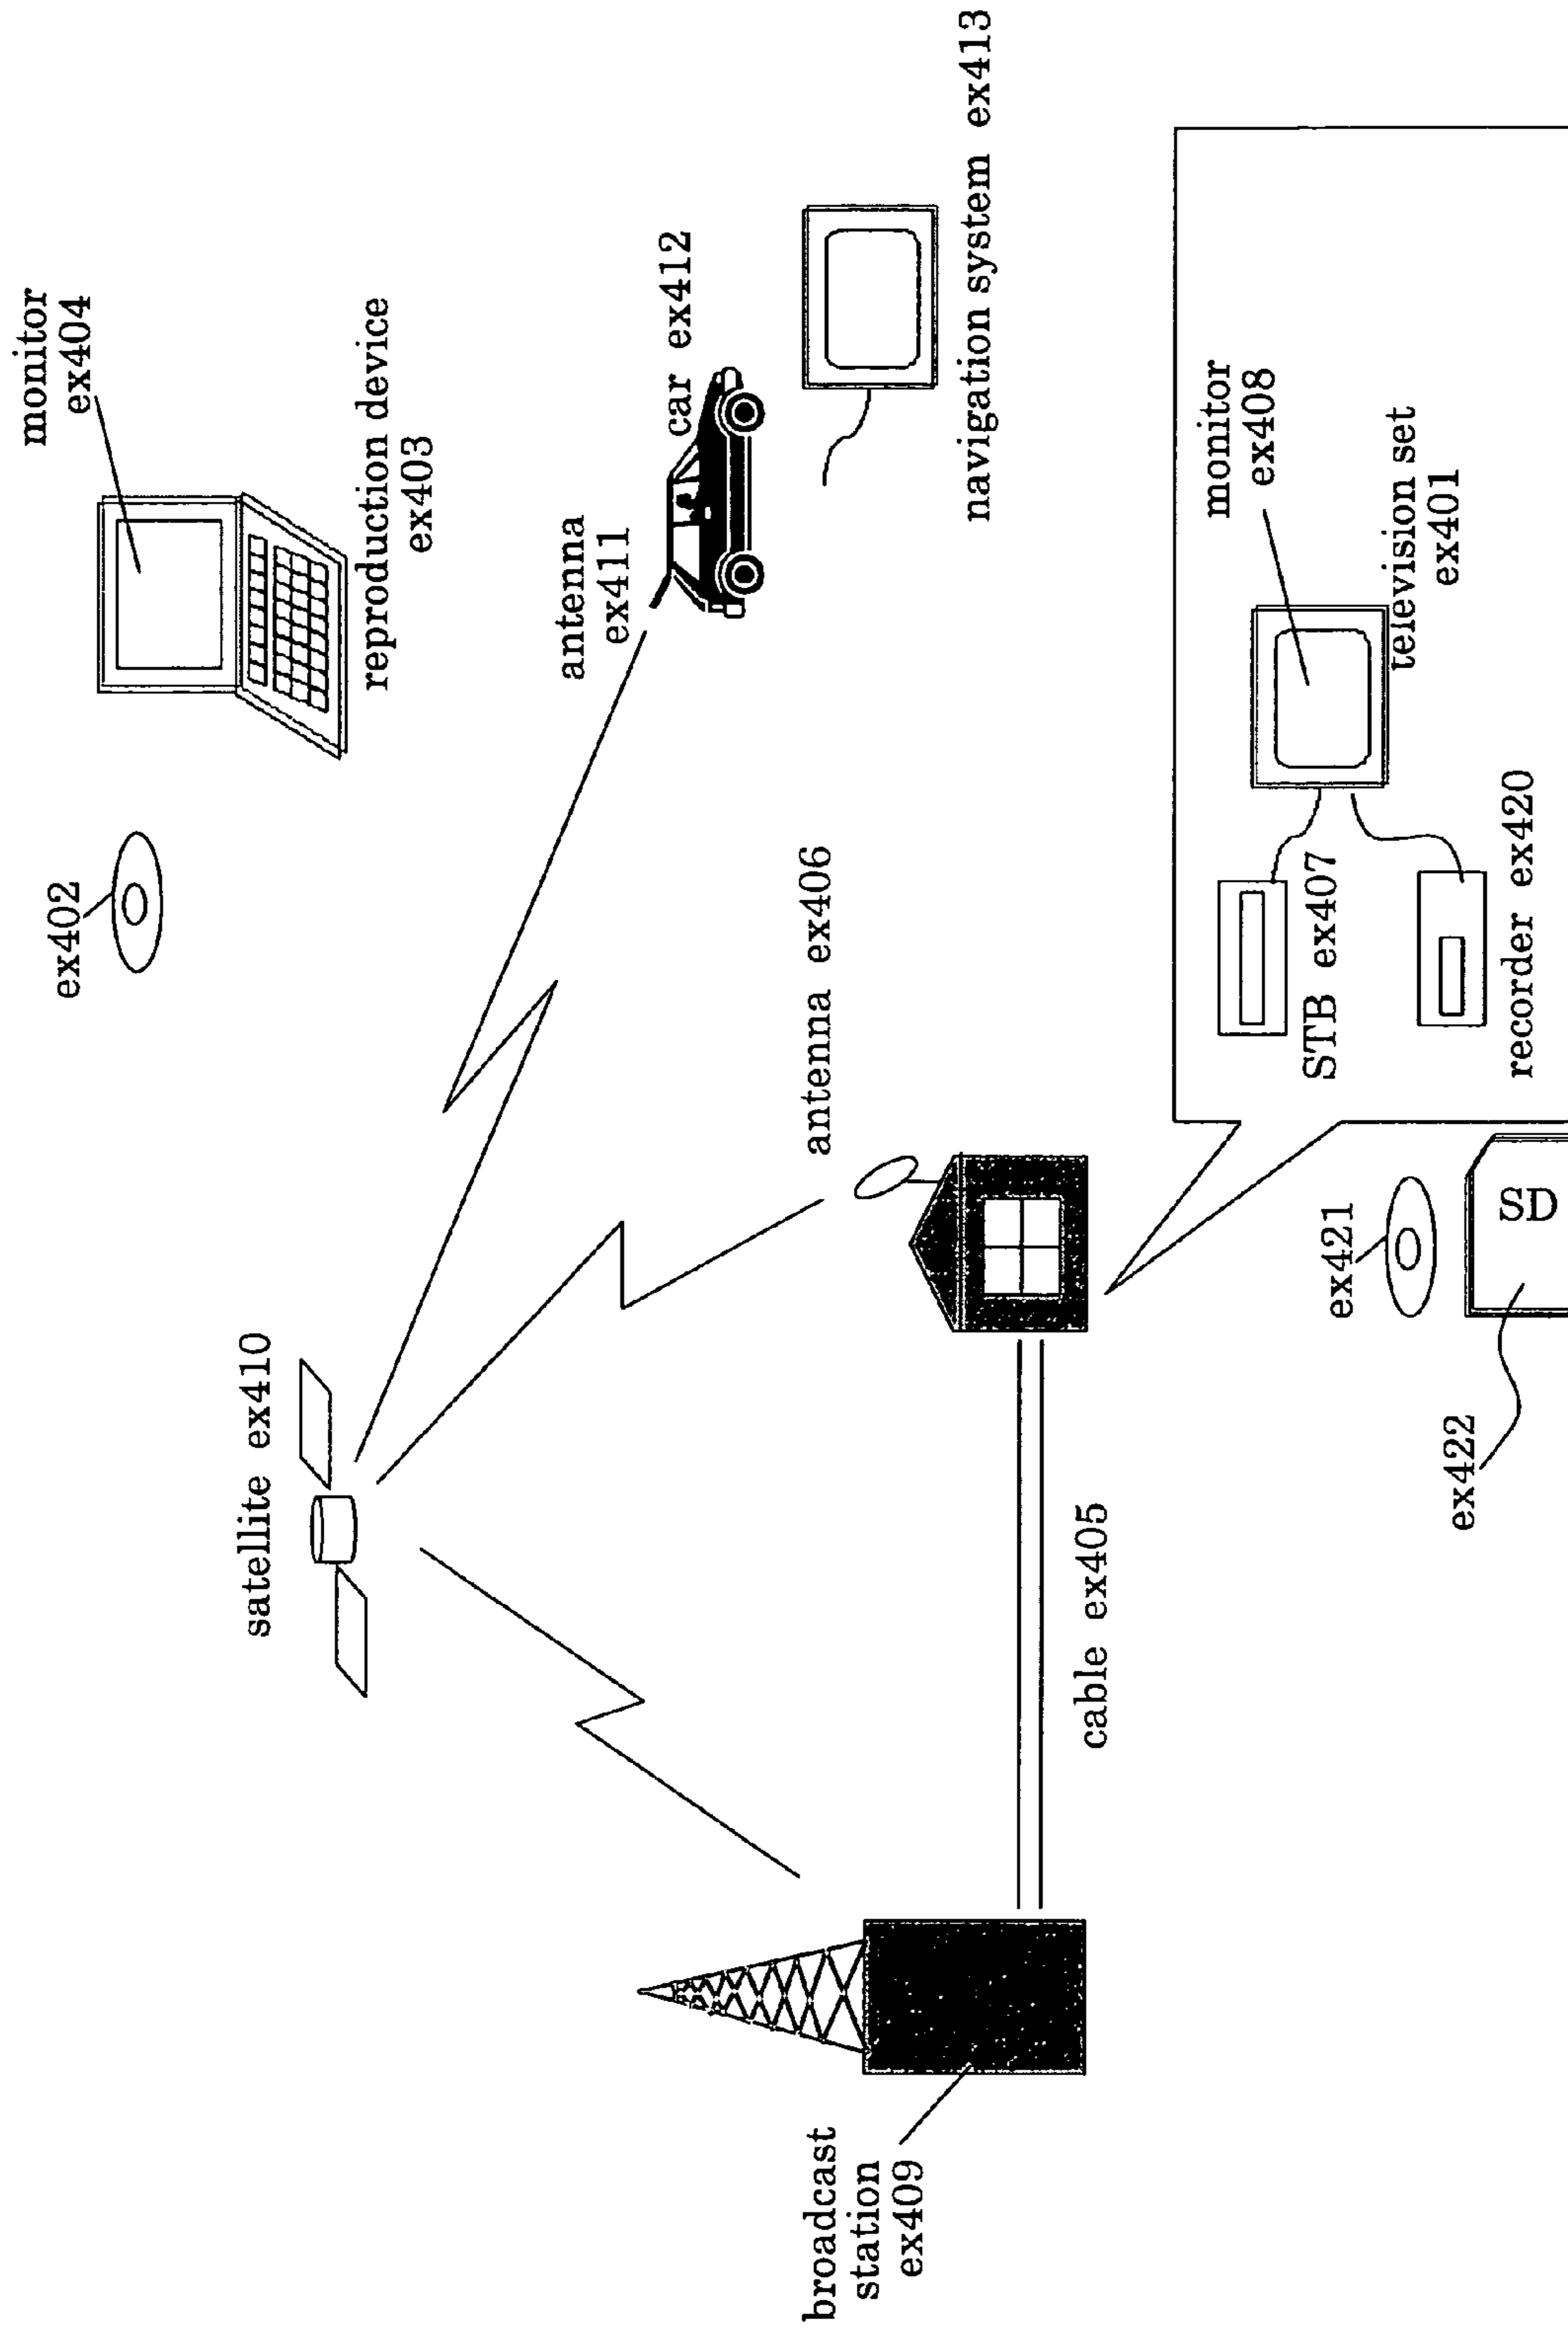 monitor
ex404
ex402
reproduction device
ex403
satellite ex410
antenna
ex411
car ex412
antenna ex406
navigation system ex413
broadcast
station
ex409
cable ex405
monitor
ex408
STB ex407
television set
ex401
ex421
SD
ex422
recorder ex420